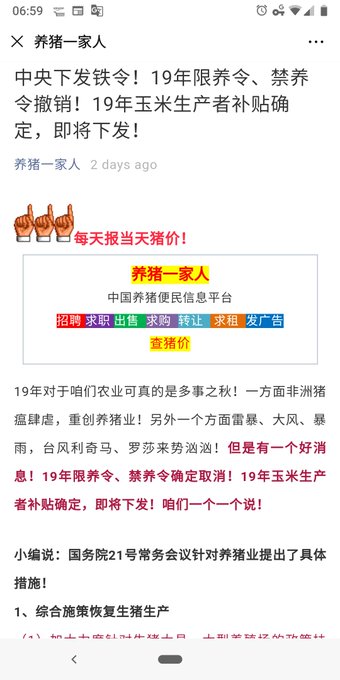 06:59
养猪一家人
中央下发铁令！19年限养令、禁养
令撤销！19年玉米生产者补贴确
定，即将下发！
养猪一家人 2 days ago
每天报当天猪价！
养猪一家人
中国养猪便民信息平台
招聘 求职 出售 求购 转让 求租 发广告
查猪价
19年对于咱们农业可真的是多事之秋！一方面非洲猪
瘟肆虐，重创养猪业！另外一个方面雷暴、大风、暴
雨，台风利奇马、罗莎来势汹汹！但是有一个好消
息！19年限养令、禁养令确定取消！19年玉米生产
者补贴确定，即将下发！咱们一个一个说！
小编说：国务院21号常务会议针对养猪业提出了具体
措施！
1、综合施策恢复生猪生产